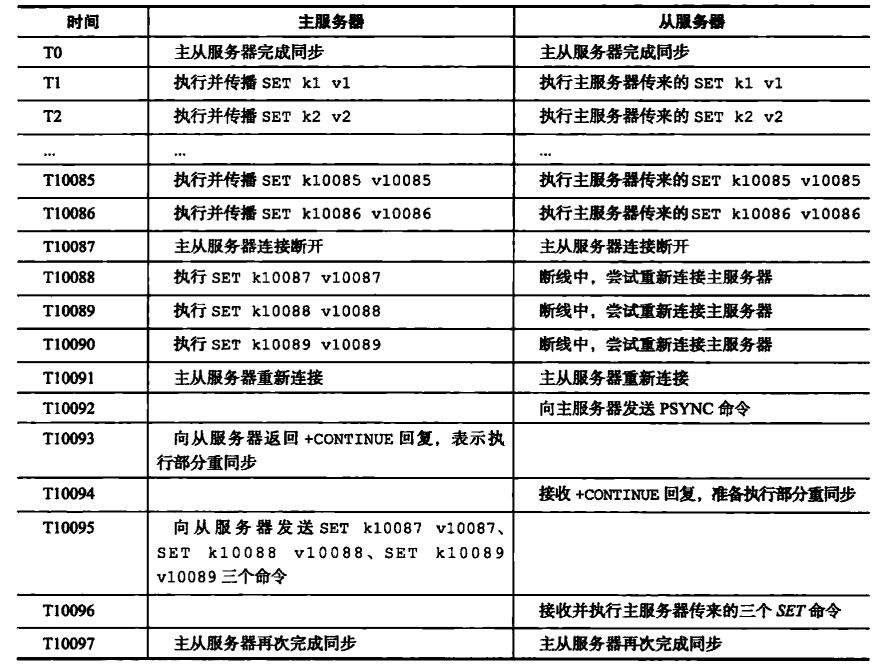 时间 主服务器 从服务器
T0 主从服务器完成同步 主从服务器完成同步
T1 执行并传播 SET k1 v1 执行主服务器传来的 SET k1 v1
T2 执行并传播 SET k2 v2 执行主服务器传来的 SET k2 v2
... ... ...
T10085 执行并传播 SET k10085 v10085 执行主服务器传来的 SET k10085 v10085
T10086 执行并传播 SET k10086 v10086 执行主服务器传来的 SET k10086 v10086
T10087 主从服务器连接断开 主从服务器连接断开
T10088 执行 SET k10087 v10087 断线中，尝试重新连接主服务器
T10089 执行 SET k10088 v10088 断线中，尝试重新连接主服务器
T10090 执行 SET k10089 v10089 断线中，尝试重新连接主服务器
T10091 主从服务器重新连接 主从服务器重新连接
T10092 向主服务器发送 PSYNC 命令
T10093 向从服务器返回 +CONTINUE 回复，表示执
行部分重同步
T10094 接收 +CONTINUE 回复，准备执行部分重同步
T10095 向从服务器发送 SET k10087 v10087、
SET k10088 v10088、SET k10089
v10089 三个命令
T10096 接收并执行主服务器传来的三个 SET 命令
T10097 主从服务器再次完成同步 主从服务器再次完成同步